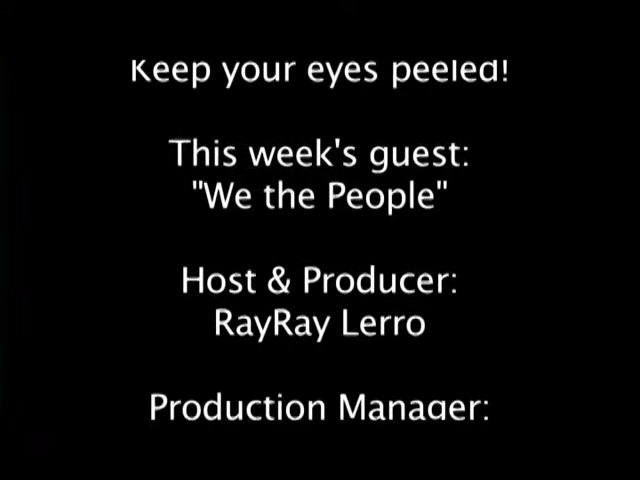 Keep your eyes peeled!
This week's guest:
"We the People"
Host & Producer:
RayRay Lerro
Production Manager: